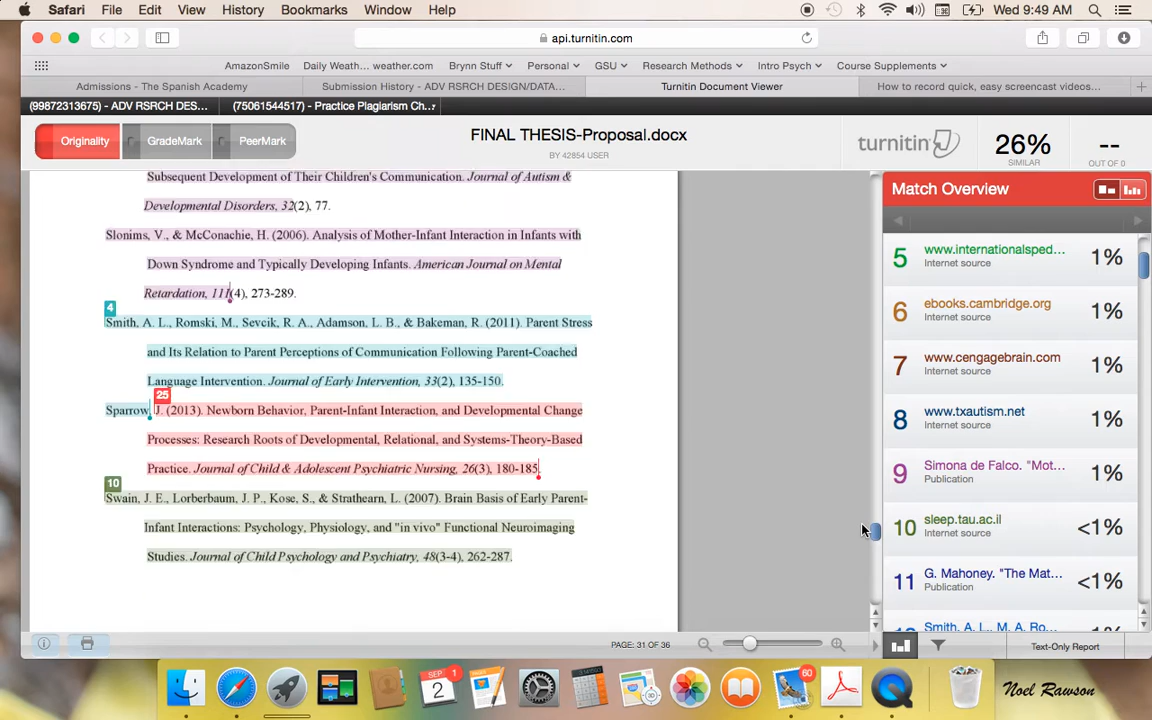 Safari File Edit View History Bookmarks Window Help Wed 9:49 AM
api.turnitin.com
AmazonSmile Daily Weath... weather.com Brynn Stuff Personal GSU Research Methods Intro Psych Course Supplements
Admissions - The Spanish Academy Submission History - ADV RSRCH DESIGN/DATA... Turnitin Document Viewer How to record quick, easy screencast videos...
(99872313675) - ADV RSRCH DES... (75061544517) - Practice Plagiarism Ch...
Originality GradeMark PeerMark
FINAL THESIS-Proposal.docx
BY 42854 USER
turnitin
26%
SIMILAR
--
OUT OF 0
Subsequent Development of Their Children's Communication. Journal of Autism &
Developmental Disorders, 32(2), 77.
Slonims, V., & McConachie, H. (2006). Analysis of Mother-Infant Interaction in Infants with
Down Syndrome and Typically Developing Infants. American Journal on Mental
Retardation, 111(4), 273-289.
4
Smith, A. L., Romski, M., Sevcik, R. A., Adamson, L. B., & Bakeman, R. (2011). Parent Stress
and Its Relation to Parent Perceptions of Communication Following Parent-Coached
Language Intervention. Journal of Early Intervention, 33(2), 135-150.
25
Sparrow, J. (2013). Newborn Behavior, Parent-Infant Interaction, and Developmental Change
Processes: Research Roots of Developmental, Relational, and Systems-Theory-Based
Practice. Journal of Child & Adolescent Psychiatric Nursing, 26(3), 180-185.
10
Swain, J. E., Lorberbaum, J. P., Kose, S., & Strathearn, L. (2007). Brain Basis of Early Parent-
Infant Interactions: Psychology, Physiology, and "in vivo" Functional Neuroimaging
Studies. Journal of Child Psychology and Psychiatry, 48(3-4), 262-287.
Match Overview
5 www.internationalsped... 1%
Internet source
6 ebooks.cambridge.org 1%
Internet source
7 www.cengagebrain.com 1%
Internet source
8 www.txautism.net 1%
Internet source
9 Simona de Falco. "Mot... 1%
Publication
10 sleep.tau.ac.il <1%
Internet source
11 G. Mahoney. "The Mat... <1%
Publication
Smith, A. L., M. A. Ro...
PAGE: 31 OF 36
Text-Only Report
SEP 1
2
30
60
Noel Rawson